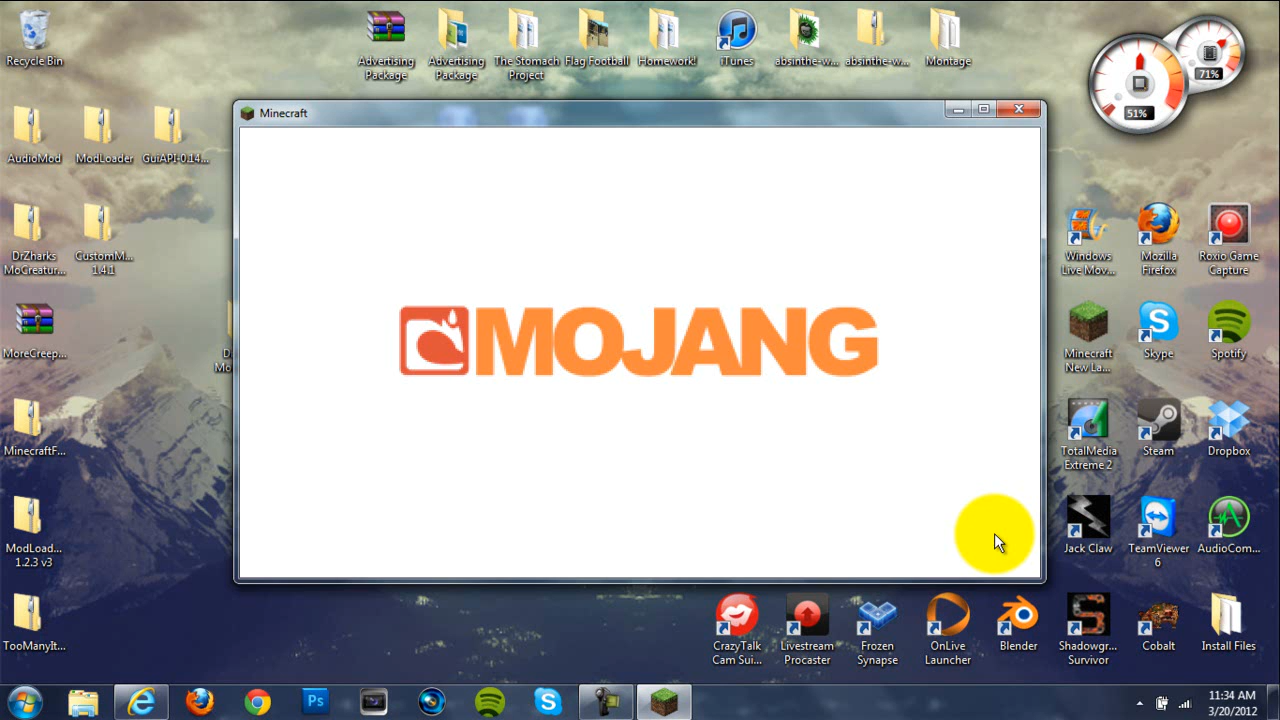 Recycle Bin
Advertising
Package
Advertising
Package
The Stomach
Project
Flag Football
Homework!
iTunes
absinthe-w...
absinthe-w...
Montage
71%
51%
Minecraft
AudioMod
ModLoader
GuiAPI-0.14...
DrZharks
MoCreatur...
CustomM...
1.4.1
MoreCreep...
MinecraftF...
ModLoad...
1.2.3 v3
TooManyIt...
MOJANG
Windows
Live Mov...
Mozilla
Firefox
Roxio Game
Capture
Minecraft
New La...
Skype
Spotify
TotalMedia
Extreme 2
Steam
Dropbox
Jack Claw
TeamViewer
6
AudioCom...
CrazyTalk
Cam Sui...
Livestream
Procaster
Frozen
Synapse
OnLive
Launcher
Blender
Shadowgr...
Survivor
Cobalt
Install Files
Ps
11:34 AM
3/20/2012